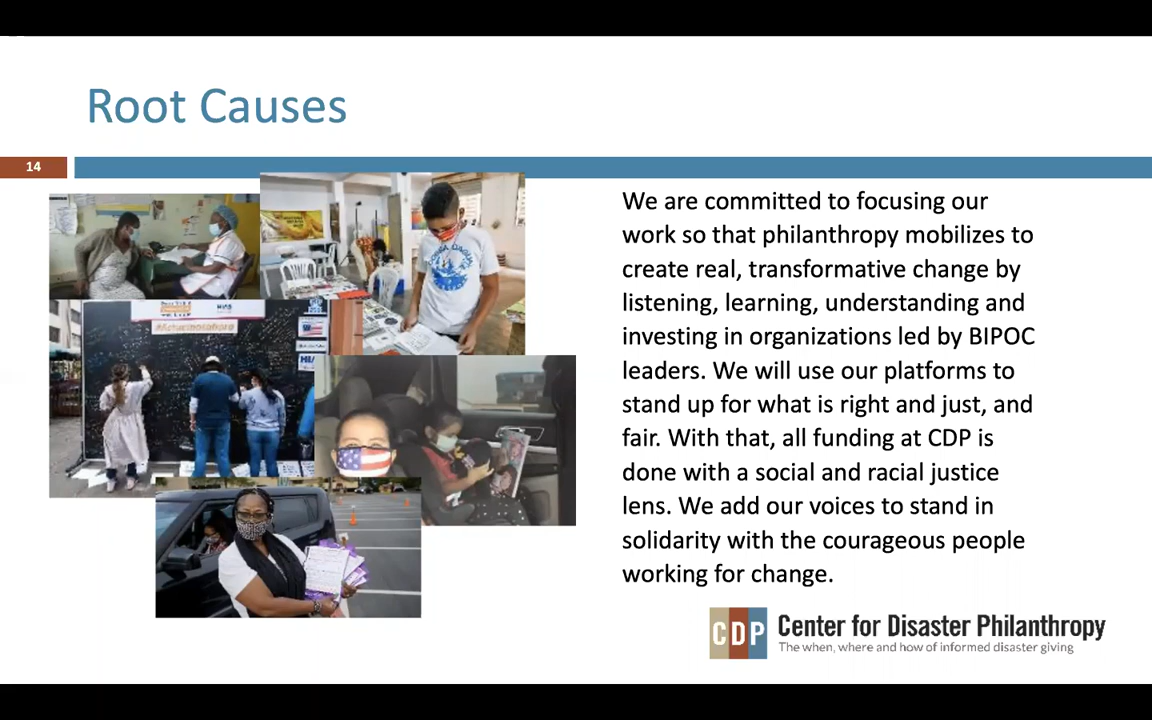 Root Causes
14
We are committed to focusing our
work so that philanthropy mobilizes to
create real, transformative change by
listening, learning, understanding and
investing in organizations led by BIPOC
leaders. We will use our platforms to
stand up for what is right and just, and
fair. With that, all funding at CDP is
done with a social and racial justice
lens. We add our voices to stand in
solidarity with the courageous people
working for change.
CDP
Center for Disaster Philanthropy
The when, where and how of informed disaster giving